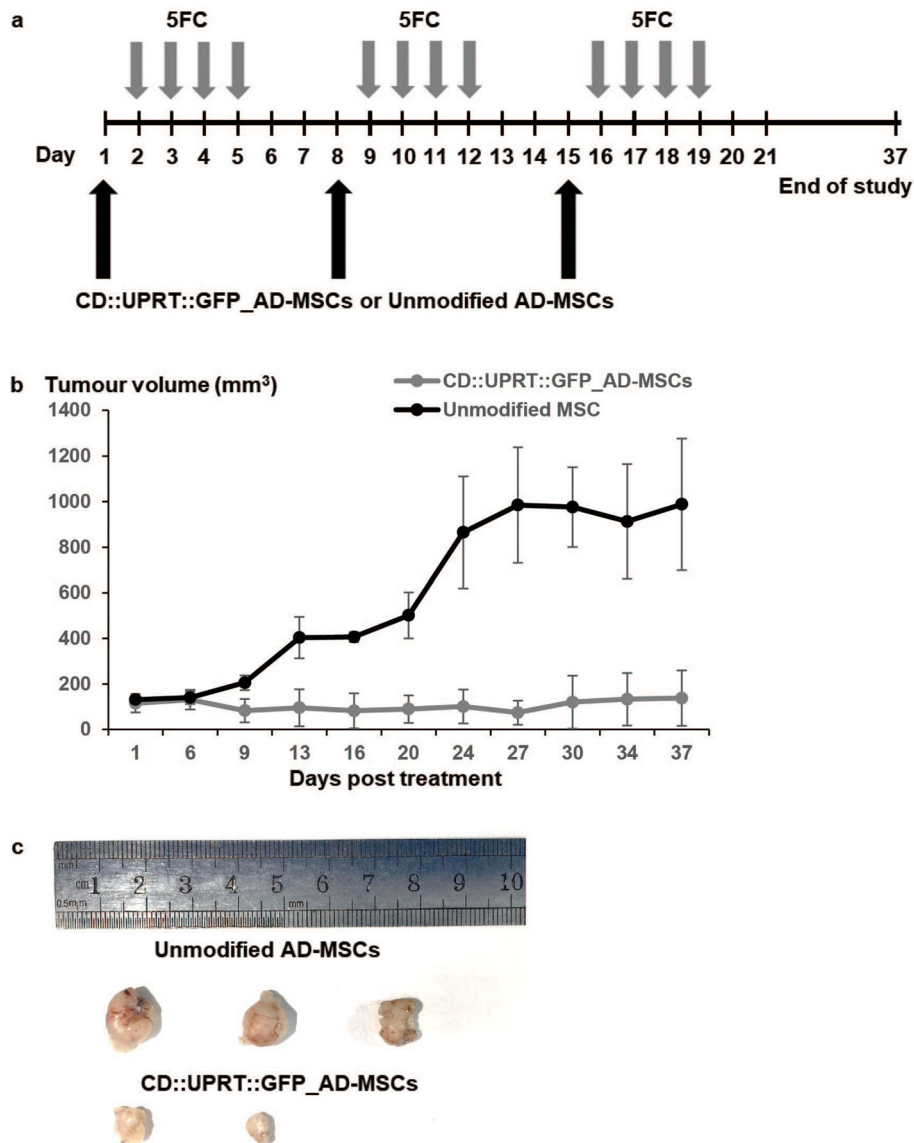 a
5FC 5FC 5FC
Day 1 2 3 4 5 6 7 8 9 10 11 12 13 14 15 16 17 18 19 20 21 37
End of study
CD::UPRT::GFP_AD-MSCs or Unmodified AD-MSCs
b Tumour volume (mm³)
CD::UPRT::GFP_AD-MSCs
Unmodified MSC
1400
1200
1000
800
600
400
200
0
1 6 9 13 16 20 24 27 30 34 37
Days post treatment
c
mm
cm 1 2 3 4 5 6 7 8 9 10
0.5mm mm
Unmodified AD-MSCs
CD::UPRT::GFP_AD-MSCs